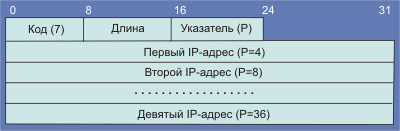 0 8 16 24 31
Код (7) Длина Указатель (P)
Первый IP-адрес (P=4)
Второй IP-адрес (P=8)
. . . . . . . . . . . . . . . . . .
Девятый IP-адрес (P=36)